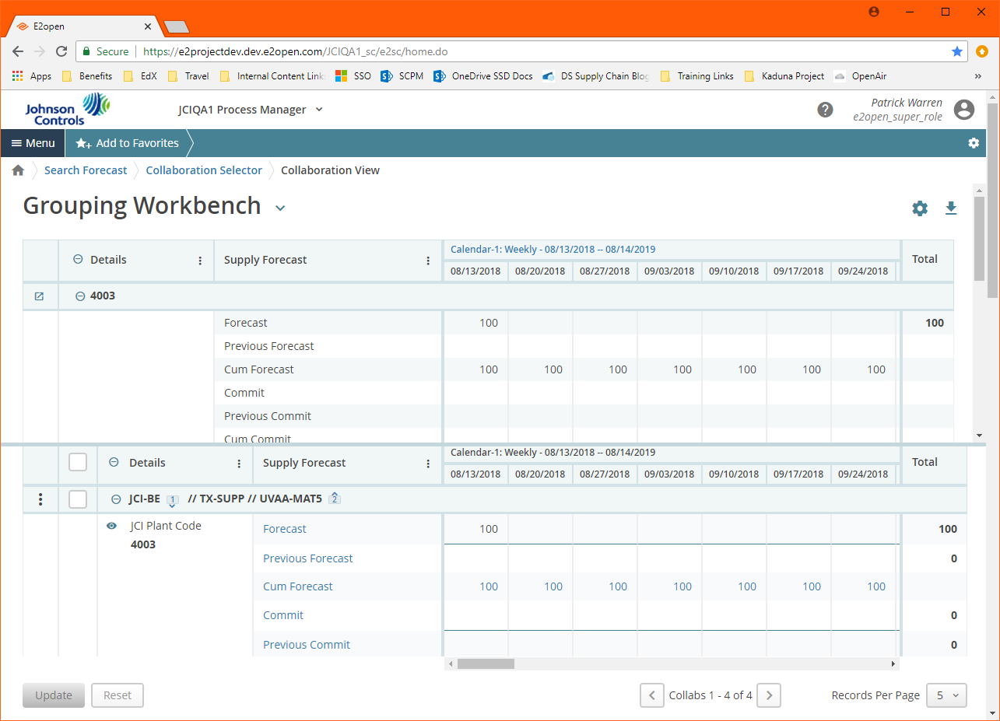 E2open
Secure https://e2projectdev.dev.e2open.com/JCIQA1_sc/e2sc/home.do
Apps Benefits EdX Travel Internal Content Link SSO SCPM OneDrive SSD Docs DS Supply Chain Blog Training Links Kaduna Project OpenAir »
Johnson Controls
JCIQA1 Process Manager
Patrick Warren
e2open_super_role
Menu Add to Favorites
Search Forecast Collaboration Selector Collaboration View
Grouping Workbench
Details Supply Forecast Calendar-1: Weekly - 08/13/2018 -- 08/14/2019 Total
08/13/2018 08/20/2018 08/27/2018 09/03/2018 09/10/2018 09/17/2018 09/24/2018
4003
Forecast 100 100
Previous Forecast
Cum Forecast 100 100 100 100 100 100 100
Commit
Previous Commit
Cum Commit
Details Supply Forecast Calendar-1: Weekly - 08/13/2018 -- 08/14/2019 Total
08/13/2018 08/20/2018 08/27/2018 09/03/2018 09/10/2018 09/17/2018 09/24/2018
JCI-BE 1 // TX-SUPP // UVAA-MAT5 2
JCI Plant Code Forecast 100 100
4003
Previous Forecast 0
Cum Forecast 100 100 100 100 100 100 100
Commit 0
Previous Commit 0
Update Reset Collabs 1 - 4 of 4 Records Per Page 5